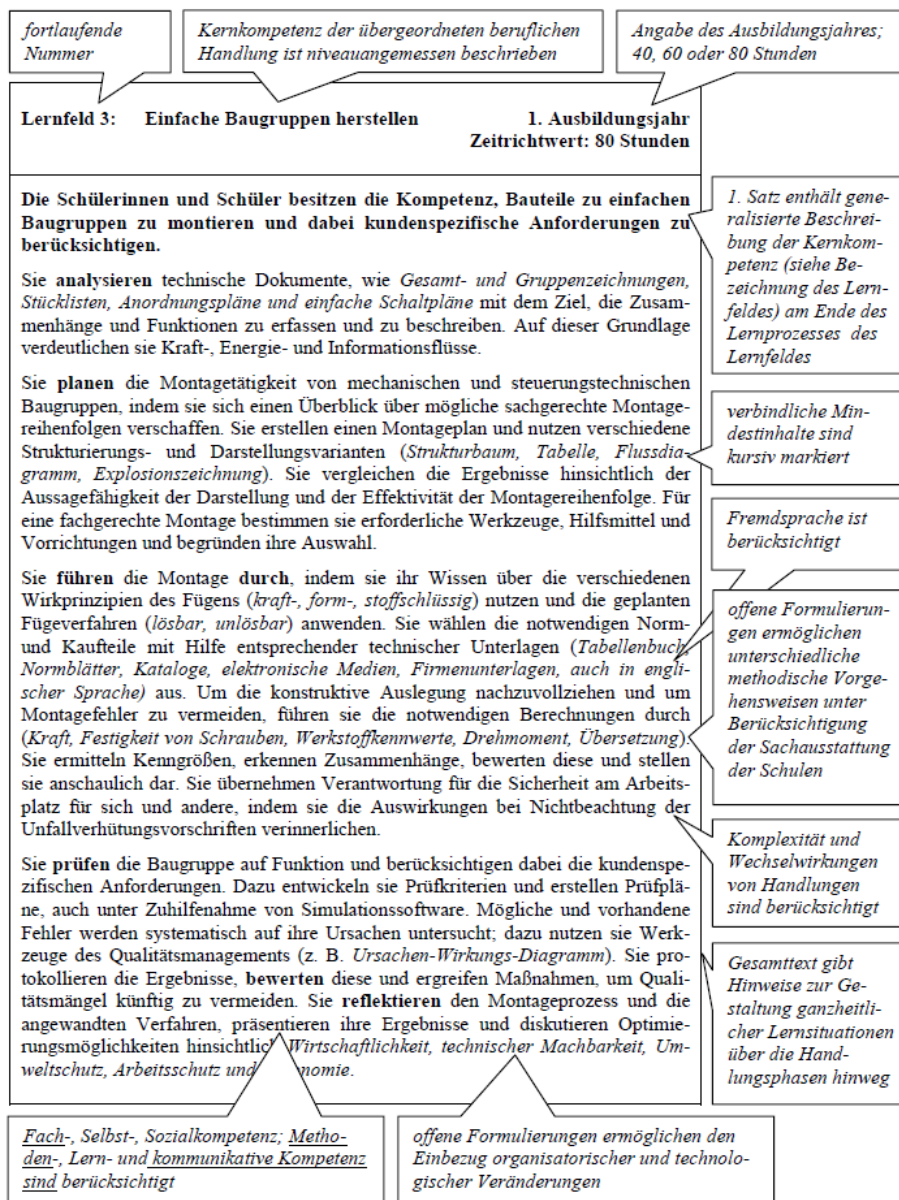 fortlaufende
Nummer
Kernkompetenz der übergeordneten beruflichen
Handlung ist niveauangemessen beschrieben
Angabe des Ausbildungsjahres;
40, 60 oder 80 Stunden
Lernfeld 3: Einfache Baugruppen herstellen 1. Ausbildungsjahr
Zeitrichtwert: 80 Stunden
Die Schülerinnen und Schüler besitzen die Kompetenz, Bauteile zu einfachen
Baugruppen zu montieren und dabei kundenspezifische Anforderungen zu
berücksichtigen.
Sie analysieren technische Dokumente, wie Gesamt- und Gruppenzeichnungen,
Stücklisten, Anordnungspläne und einfache Schaltpläne mit dem Ziel, die Zusam-
menhänge und Funktionen zu erfassen und zu beschreiben. Auf dieser Grundlage
verdeutlichen sie Kraft-, Energie- und Informationsflüsse.
Sie planen die Montagetätigkeit von mechanischen und steuerungstechnischen
Baugruppen, indem sie sich einen Überblick über mögliche sachgerechte Montage-
reihenfolgen verschaffen. Sie erstellen einen Montageplan und nutzen verschiedene
Strukturierungs- und Darstellungsvarianten (Strukturbaum, Tabelle, Flussdia-
gramm, Explosionszeichnung). Sie vergleichen die Ergebnisse hinsichtlich der
Aussagefähigkeit der Darstellung und der Effektivität der Montagereihenfolge. Für
eine fachgerechte Montage bestimmen sie erforderliche Werkzeuge, Hilfsmittel und
Vorrichtungen und begründen ihre Auswahl.
Sie führen die Montage durch, indem sie ihr Wissen über die verschiedenen
Wirkprinzipien des Fügens (kraft-, form-, stoffschlüssig) nutzen und die geplanten
Fügeverfahren (lösbar, unlösbar) anwenden. Sie wählen die notwendigen Norm-
und Kaufteile mit Hilfe entsprechender technischer Unterlagen (Tabellenbuch,
Normblätter, Kataloge, elektronische Medien, Firmenunterlagen, auch in engli-
scher Sprache) aus. Um die konstruktive Auslegung nachzuvollziehen und um
Montagefehler zu vermeiden, führen sie die notwendigen Berechnungen durch
(Kraft, Festigkeit von Schrauben, Werkstoffkennwerte, Drehmoment, Übersetzung).
Sie ermitteln Kenngrößen, erkennen Zusammenhänge, bewerten diese und stellen
sie anschaulich dar. Sie übernehmen Verantwortung für die Sicherheit am Arbeits-
platz für sich und andere, indem sie die Auswirkungen bei Nichtbeachtung der
Unfallverhütungsvorschriften verinnerlichen.
Sie prüfen die Baugruppe auf Funktion und berücksichtigen dabei die kundenspe-
zifischen Anforderungen. Dazu entwickeln sie Prüfkriterien und erstellen Prüfplä-
ne, auch unter Zuhilfenahme von Simulationssoftware. Mögliche und vorhandene
Fehler werden systematisch auf ihre Ursachen untersucht; dazu nutzen sie Werk-
zeuge des Qualitätsmanagements (z. B. Ursachen-Wirkungs-Diagramm). Sie pro-
tokollieren die Ergebnisse, bewerten diese und ergreifen Maßnahmen, um Quali-
tätsmängel künftig zu vermeiden. Sie reflektieren den Montageprozess und die
angewandten Verfahren, präsentieren ihre Ergebnisse und diskutieren Optimie-
rungsmöglichkeiten hinsichtlich Wirtschaftlichkeit, technischer Machbarkeit, Um-
weltschutz, Arbeitsschutz und
1. Satz enthält gene-
ralisierte Beschrei-
bung der Kernkom-
petenz (siehe Be-
zeichnung des Lern-
feldes) am Ende des
Lernprozesses des
Lernfeldes
verbindliche Min-
destinhalte sind
kursiv markiert
Fremdsprache ist
berücksichtigt
offene Formulierun-
gen ermöglichen
unterschiedliche
methodische Vorge-
hensweisen unter
Berücksichtigung
der Sachausstattung
der Schulen
Komplexität und
Wechselwirkungen
von Handlungen
sind berücksichtigt
Gesamttext gibt
Hinweise zur Ge-
staltung ganzheitli-
cher Lernsituationen
über die Hand-
lungsphasen hinweg
Fach-, Selbst-, Sozialkompetenz; Metho-
den-, Lern- und kommunikative Kompetenz
sind berücksichtigt
offene Formulierungen ermöglichen den
Einbezug organisatorischer und technolo-
gischer Veränderungen